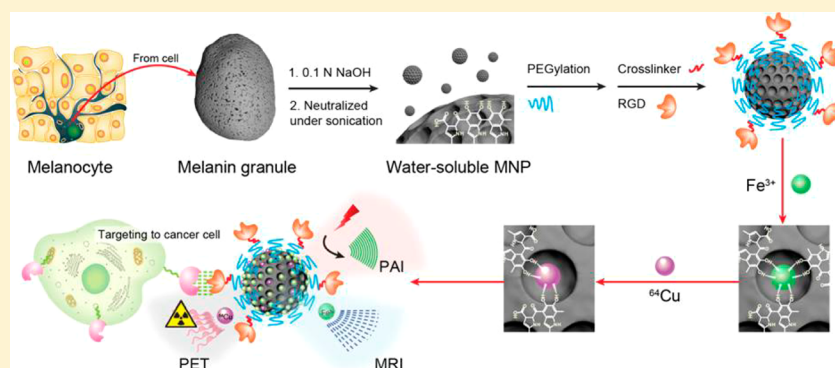 From cell
1. 0.1 N NaOH
2. Neutralized
under sonication
PEGylation
Crosslinker
RGD
Melanocyte
Melanin granule
Water-soluble MNP
Fe³⁺
Targeting to cancer cell
PAI
⁶⁴Cu
PET
MRI